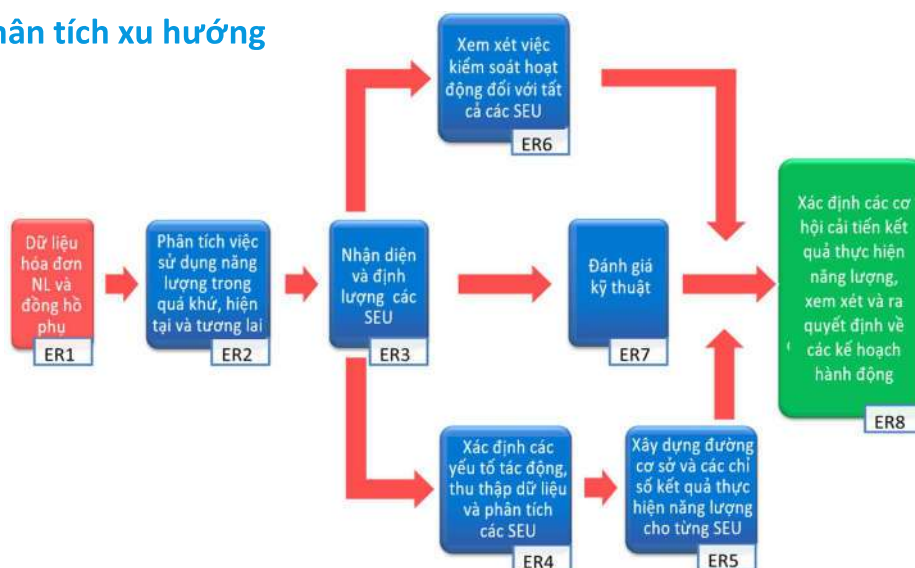 hân tích xu hướng
Xem xét việc
kiểm soát hoạt
động đối với tất
cả các SEU
ER6
Dữ liệu
hóa đơn
NL và
đồng hồ
phụ
ER1
Phân tích việc
sử dụng năng
lượng trong
quá khứ, hiện
tại và tương lai
ER2
Nhận diện
và định
lượng các
SEU
ER3
Đánh giá
kỹ thuật
ER7
Xác định các cơ
hội cải tiến kết
quả thực hiện
năng lượng,
xem xét và ra
quyết định về
các kế hoạch
hành động
ER8
Xác định các
yếu tố tác động,
thu thập dữ liệu
và phân tích
các SEU
ER4
Xây dựng đường
cơ sở và các chỉ
số kết quả thực
hiện năng lượng
cho từng SEU
ER5